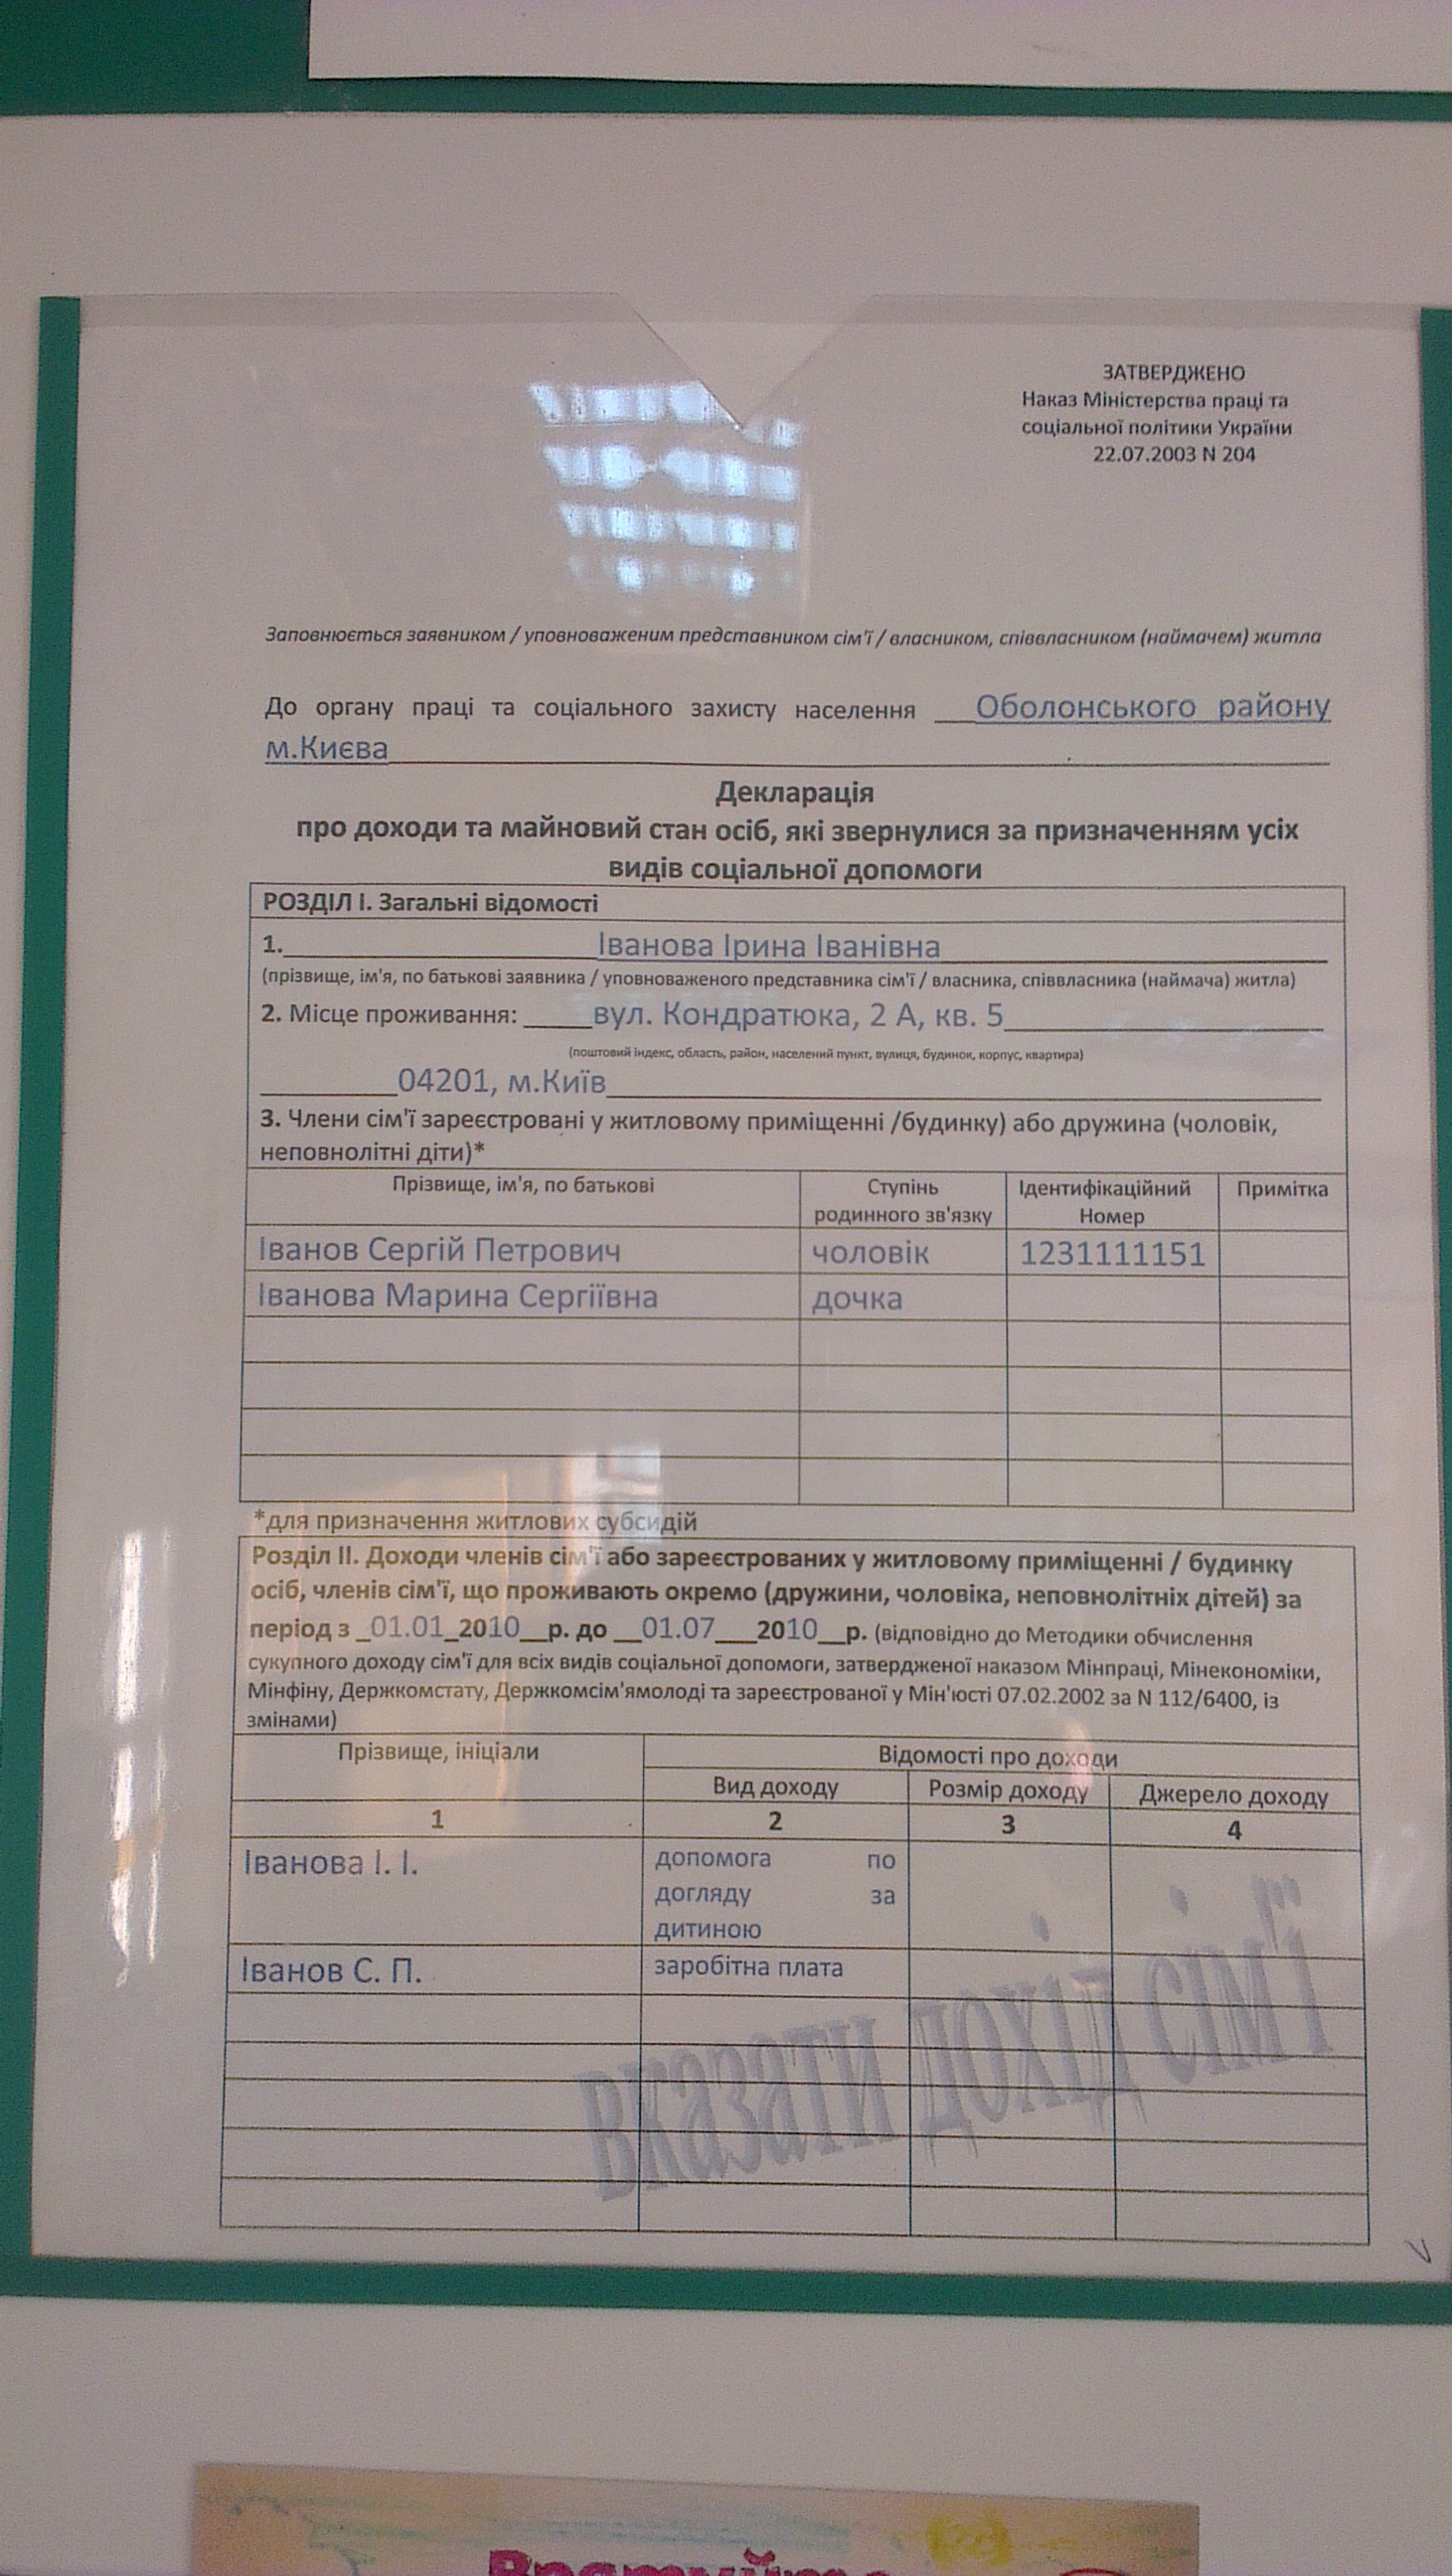 ЗАТВЕРДЖЕНО
Наказ Міністерства праці та
соціальної політики України
22.07.2003 N 204
Заповнюється заявником / уповноваженим представником сім'ї / власником, співвласником (наймачем) житла
До органу праці та соціального захисту населення ___Оболонського району
м.Києва
Декларація
про доходи та майновий стан осіб, які звернулися за призначенням усіх
видів соціальної допомоги
РОЗДІЛ І. Загальні відомості
1. Іванова Ірина Іванівна
(прізвище, ім'я, по батькові заявника / уповноваженого представника сім'ї / власника, співвласника (наймача) житла)
2. Місце проживання: _____вул. Кондратюка, 2 А, кв. 5
(поштовий індекс, область, район, населений пункт, вулиця, будинок, корпус, квартира)
04201, м.Київ
3. Члени сім'ї зареєстровані у житловому приміщенні /будинку) або дружина (чоловік,
неповнолітні діти)*
Прізвище, ім'я, по батькові Ступінь родинного зв'язку Ідентифікаційний Номер Примітка
Іванов Сергій Петрович чоловік 1231111151
Іванова Марина Сергіївна дочка
*для призначення житлових субсидій
Розділ ІІ. Доходи членів сім'ї або зареєстрованих у житловому приміщенні / будинку
осіб, членів сім'ї, що проживають окремо (дружини, чоловіка, неповнолітніх дітей) за
період з _01.01_2010__р. до __01.07___2010__р. (відповідно до Методики обчислення
сукупного доходу сім'ї для всіх видів соціальної допомоги, затвердженої наказом Мінпраці, Мінекономіки,
Мінфіну, Держкомстату, Держкомсім'ямолоді та зареєстрованої у Мін'юсті 07.02.2002 за N 112/6400, із
змінами)
Прізвище, ініціали Відомості про доходи
Вид доходу Розмір доходу Джерело доходу
1 2 3 4
Іванова І. І. допомога по
догляду за
дитиною
Іванов С. П. заробітна плата
вказати дохід сім'ї